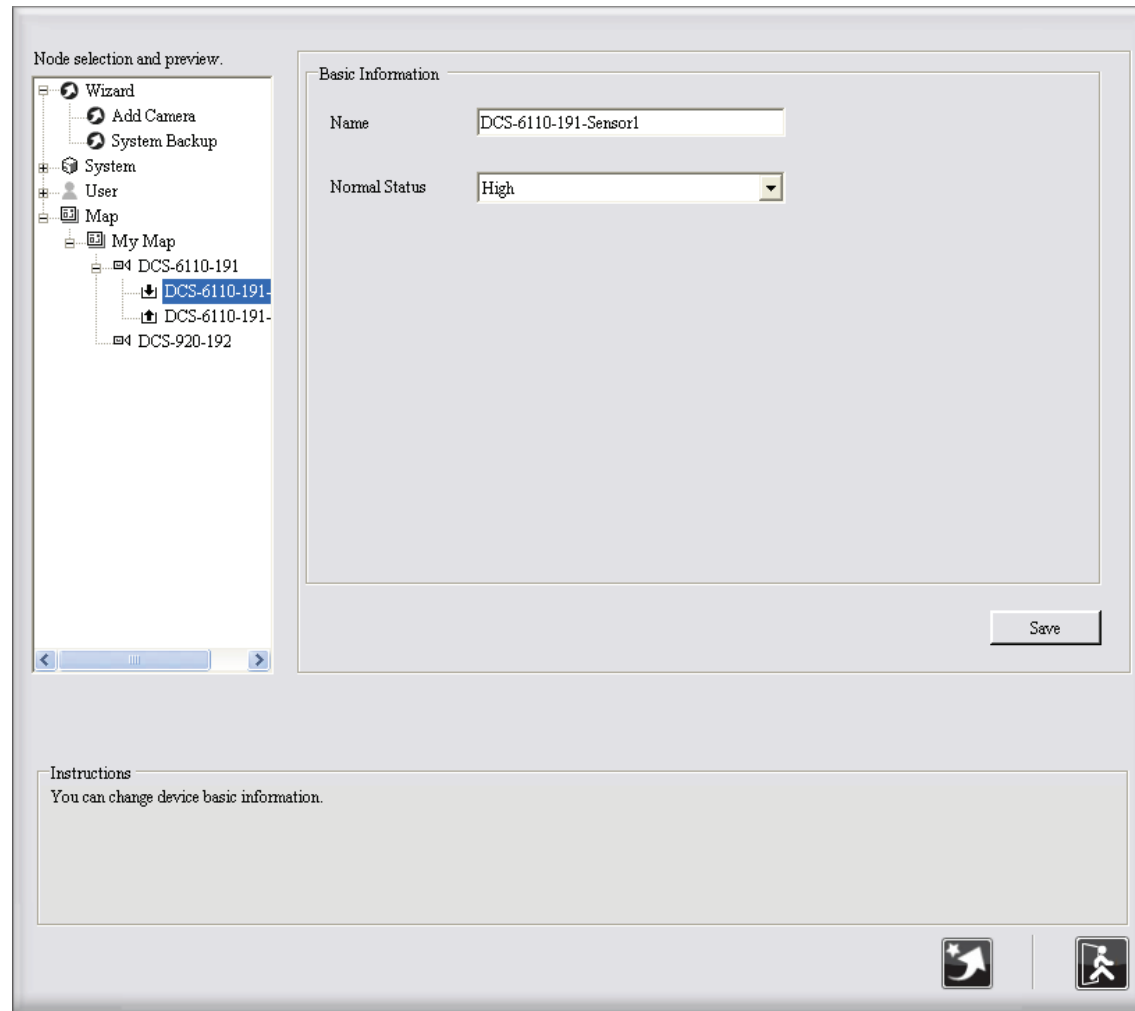 Node selection and preview.
Wizard
Add Camera
System Backup
System
User
Map
My Map
DCS-6110-191
DCS-6110-191-
DCS-6110-191-
DCS-920-192
Basic Information
Name
DCS-6110-191-Sensor1
Normal Status
High
Save
Instructions
You can change device basic information.